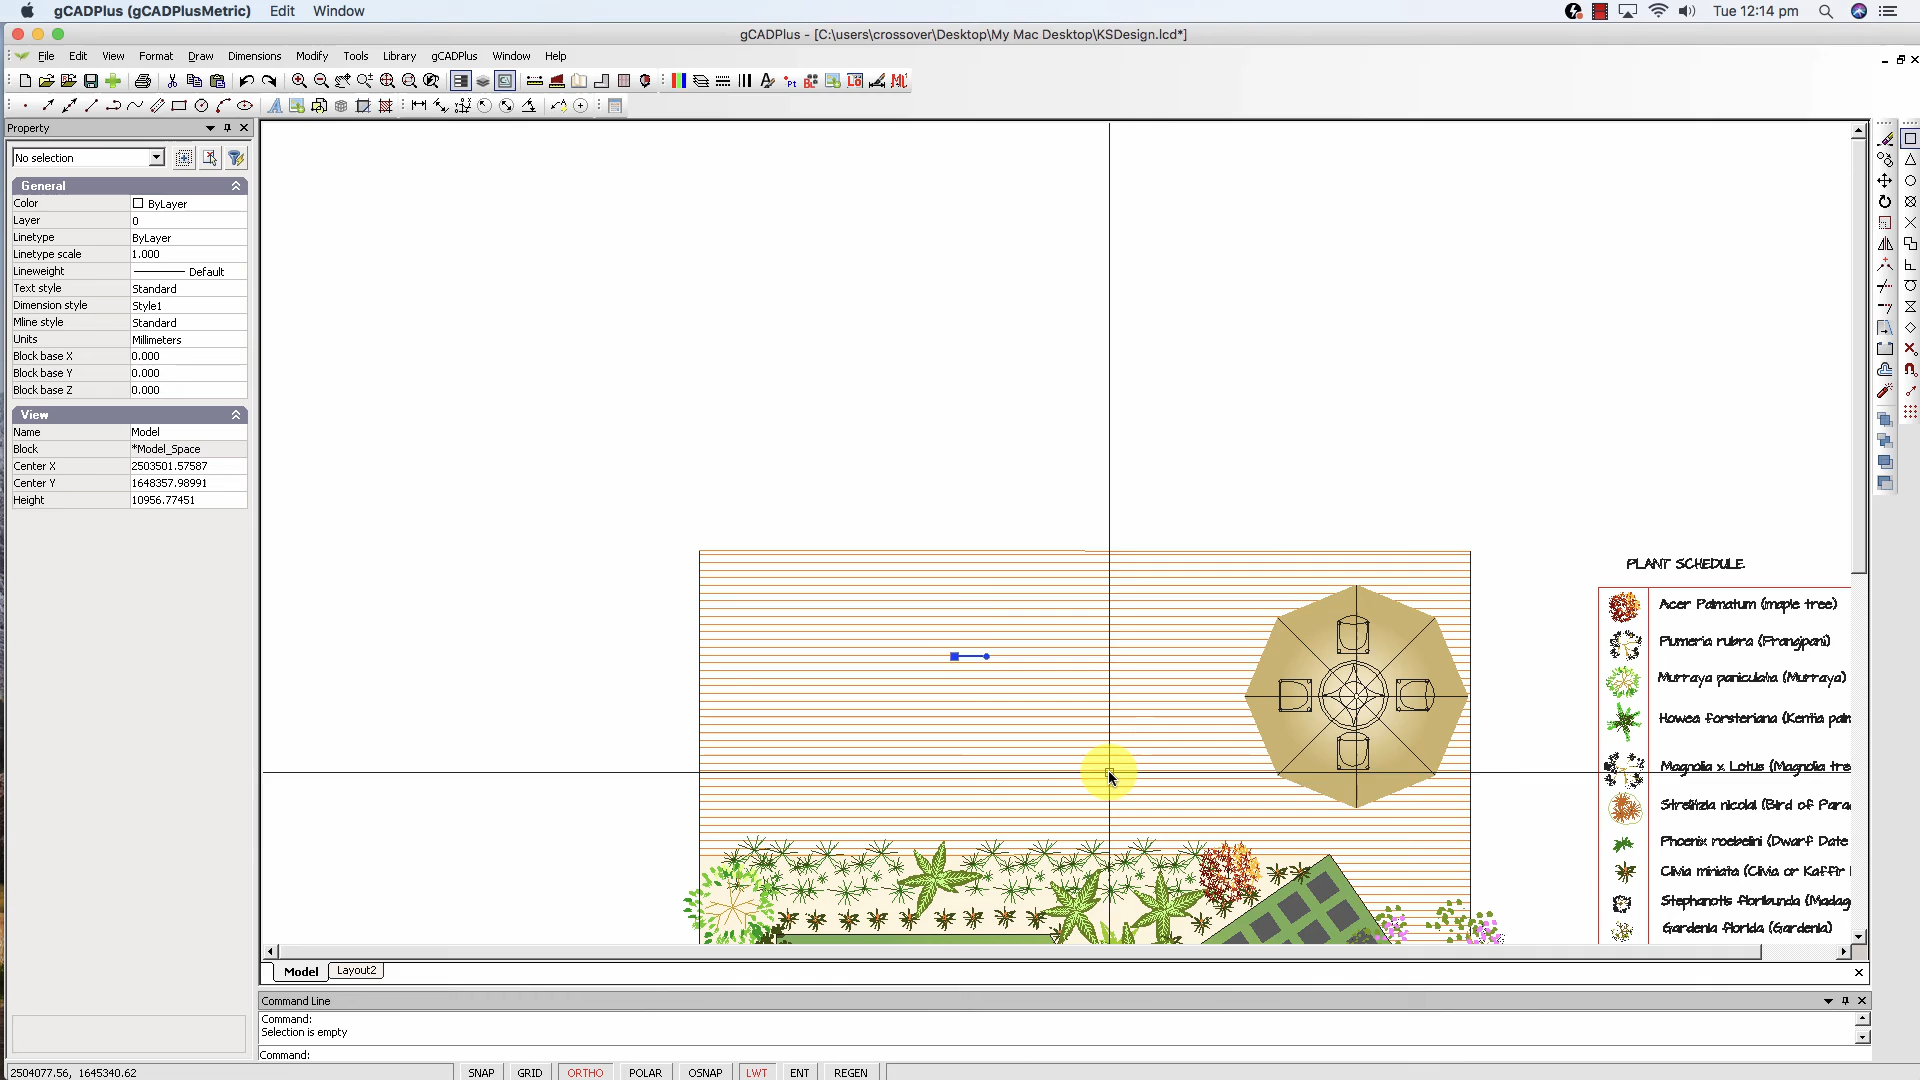 gCADPlus (gCADPlusMetric) Edit Window Tue 12:14 pm
gCADPlus - [C:\users\crossover\Desktop\My Mac Desktop\KSDesign.lcd*]
File Edit View Format Draw Dimensions Modify Tools Library gCADPlus Window Help
Property
No selection
General
Color ByLayer
Layer 0
Linetype ByLayer
Linetype scale 1.000
Lineweight Default
Text style Standard
Dimension style Style1
Mline style Standard
Units Millimeters
Block base X 0.000
Block base Y 0.000
Block base Z 0.000
View
Name Model
Block *Model_Space
Center X 2503501.57587
Center Y 1648357.98991
Height 10956.77451
PLANT SCHEDULE
Acer Palmatum (maple tree)
Plumeria rubra (Frangipani)
Murraya paniculata (Murraya)
Howea forsteriana (Kentia palm
Magnolia x Lotus (Magnolia tre
Strelitzia nicolai (Bird of Para
Phoenix roebelini (Dwarf Date
Clivia miniata (Clivia or Kaffir
Stephanotis floribunda (Madag
Gardenia florida (Gardenia)
Model Layout2
Command Line
Command:
Selection is empty
Command:
2504077.56, 1645340.62 SNAP GRID ORTHO POLAR OSNAP LWT ENT REGEN